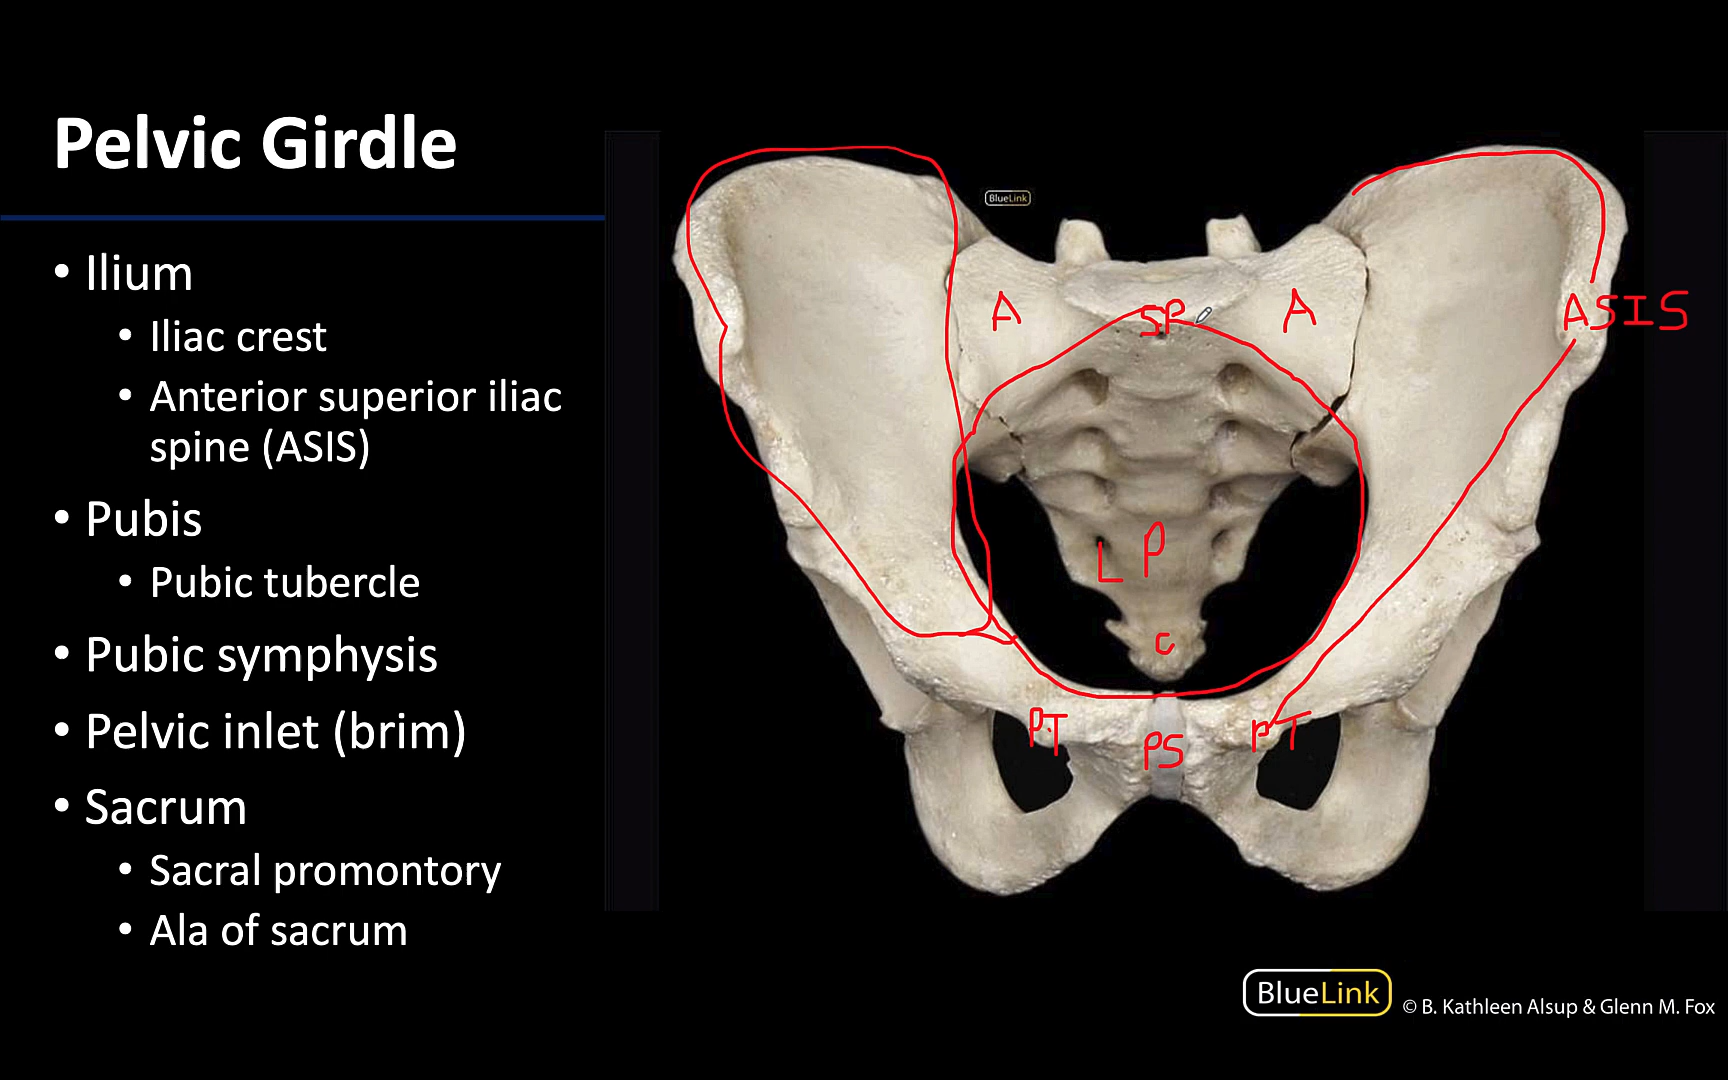 Pelvic Girdle
• Ilium
• Iliac crest
• Anterior superior iliac
spine (ASIS)
• Pubis
• Pubic tubercle
• Pubic symphysis
• Pelvic inlet (brim)
• Sacrum
• Sacral promontory
• Ala of sacrum
BlueLink
A
SP
A
ASIS
L P
C
PT
PS
PT
BlueLink
© B. Kathleen Alsup & Glenn M. Fox